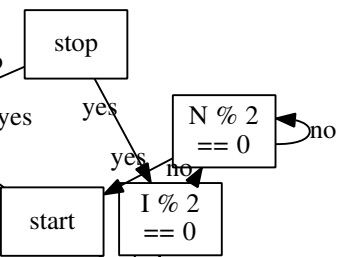 stop
yes
yes
N % 2
== 0
no
yes
no
start
I % 2
== 0